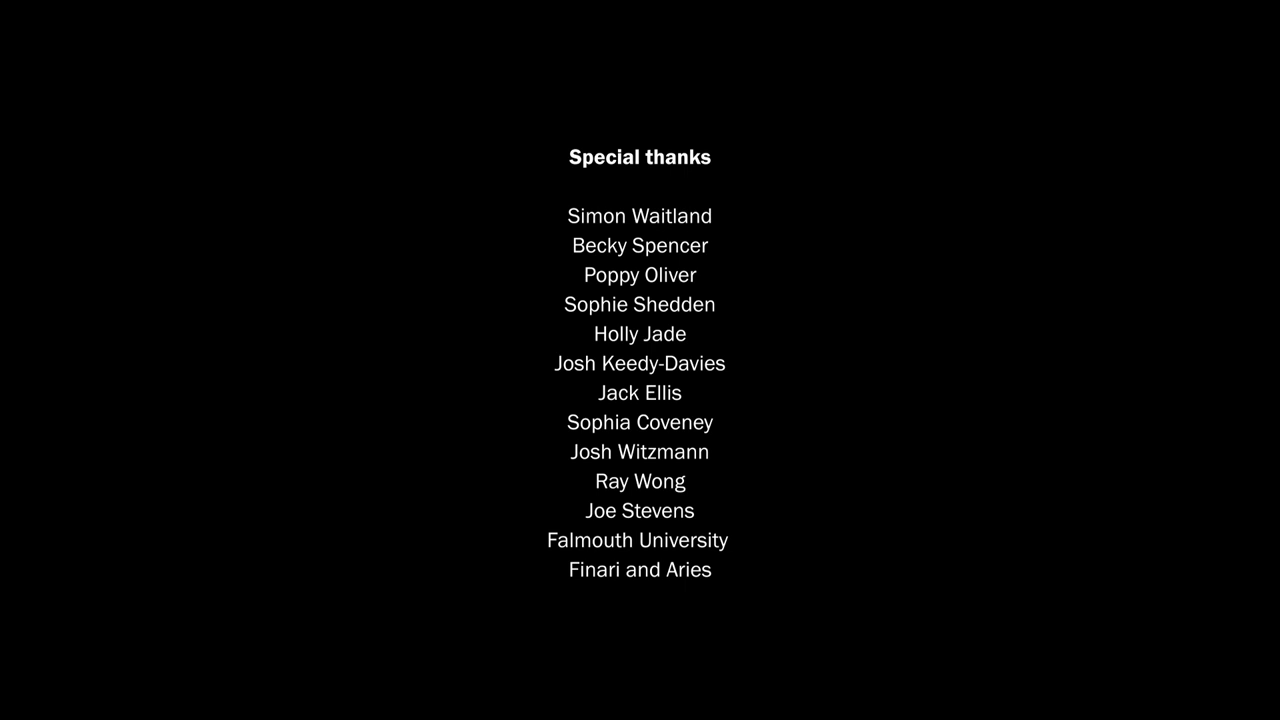 Special thanks
Simon Waitland
Becky Spencer
Poppy Oliver
Sophie Shedden
Holly Jade
Josh Keedy-Davies
Jack Ellis
Sophia Coveney
Josh Witzmann
Ray Wong
Joe Stevens
Falmouth University
Finari and Aries